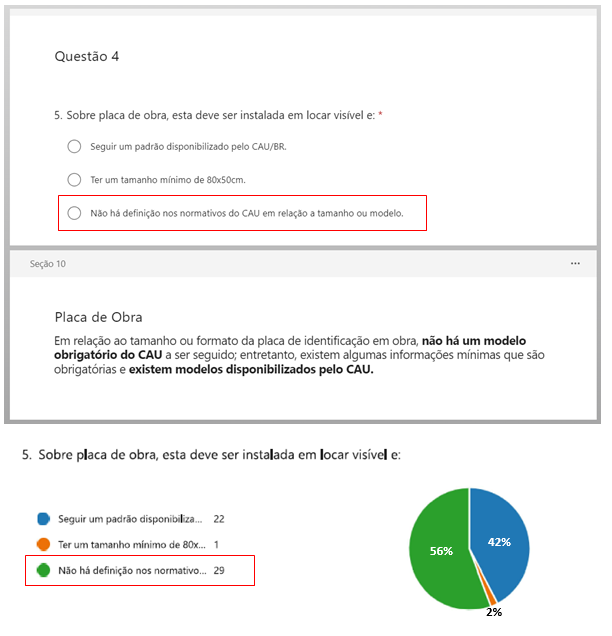 Questão 4
5. Sobre placa de obra, esta deve ser instalada em locar visível e: *
Seguir um padrão disponibilizado pelo CAU/BR.
Ter um tamanho mínimo de 80x50cm.
Não há definição nos normativos do CAU em relação a tamanho ou modelo.
Seção 10
...
Placa de Obra
Em relação ao tamanho ou formato da placa de identificação em obra, não há um modelo
obrigatório do CAU a ser seguido; entretanto, existem algumas informações mínimas que são
obrigatórias e existem modelos disponibilizados pelo CAU.
5. Sobre placa de obra, esta deve ser instalada em locar visível e:
Seguir um padrão disponibiliza... 22
Ter um tamanho mínimo de 80x... 1
Não há definição nos normativo... 29
56%
42%
2%